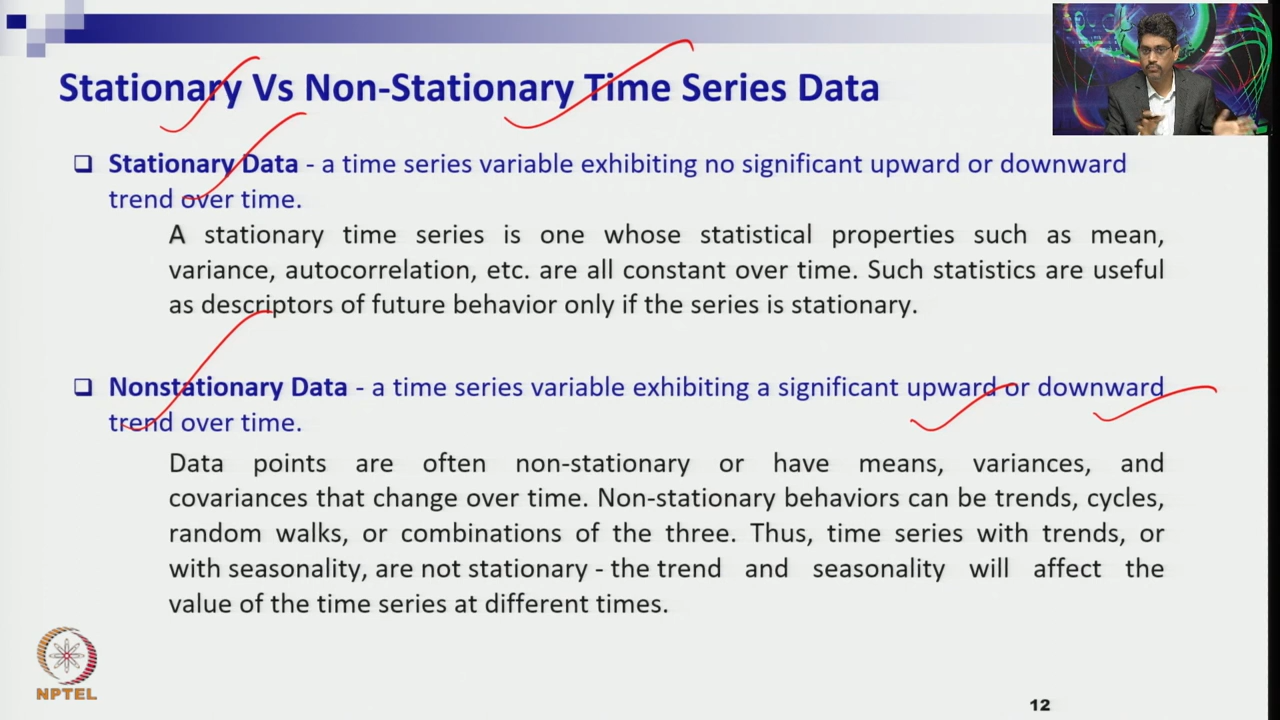 Stationary Vs Non-Stationary Time Series Data
❑ Stationary Data - a time series variable exhibiting no significant upward or downward
trend over time.
A stationary time series is one whose statistical properties such as mean,
variance, autocorrelation, etc. are all constant over time. Such statistics are useful
as descriptors of future behavior only if the series is stationary.
❑ Nonstationary Data - a time series variable exhibiting a significant upward or downward
trend over time.
Data points are often non-stationary or have means, variances, and
covariances that change over time. Non-stationary behaviors can be trends, cycles,
random walks, or combinations of the three. Thus, time series with trends, or
with seasonality, are not stationary - the trend and seasonality will affect the
value of the time series at different times.
NPTEL
12